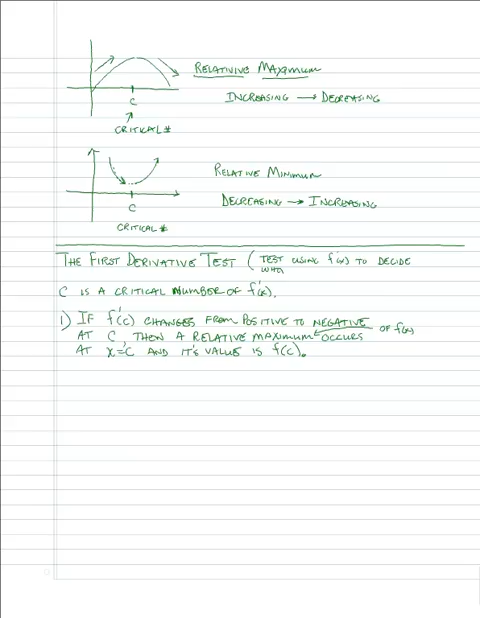 RELATIVIVE MAXIMUM
INCREASING → DECREASING
C
CRITICAL #
RELATIVE MINIMUM
DECREASING → INCREASING
C
CRITICAL #
THE FIRST DERIVATIVE TEST ( TEST USING f'(x) TO DECIDE
C IS A CRITICAL NUMBER OF f'(x).
1) IF f'(c) CHANGES FROM POSITIVE TO NEGATIVE
AT C, THEN A RELATIVE MAXIMUM OCCURS OF f(x)
AT x=C AND IT'S VALUE IS f(c).